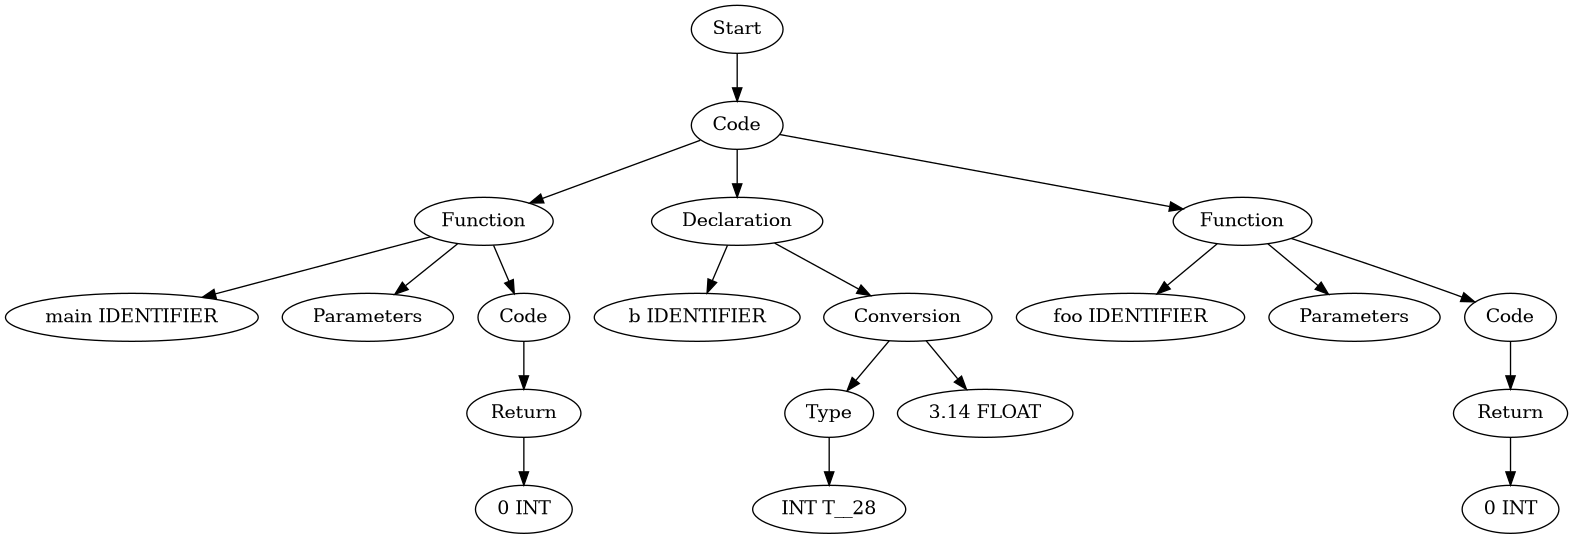 Start
Code
Function
Declaration
Function
main IDENTIFIER
Parameters
Code
b IDENTIFIER
Conversion
foo IDENTIFIER
Parameters
Code
Return
Type
3.14 FLOAT
Return
0 INT
INT T__28
0 INT